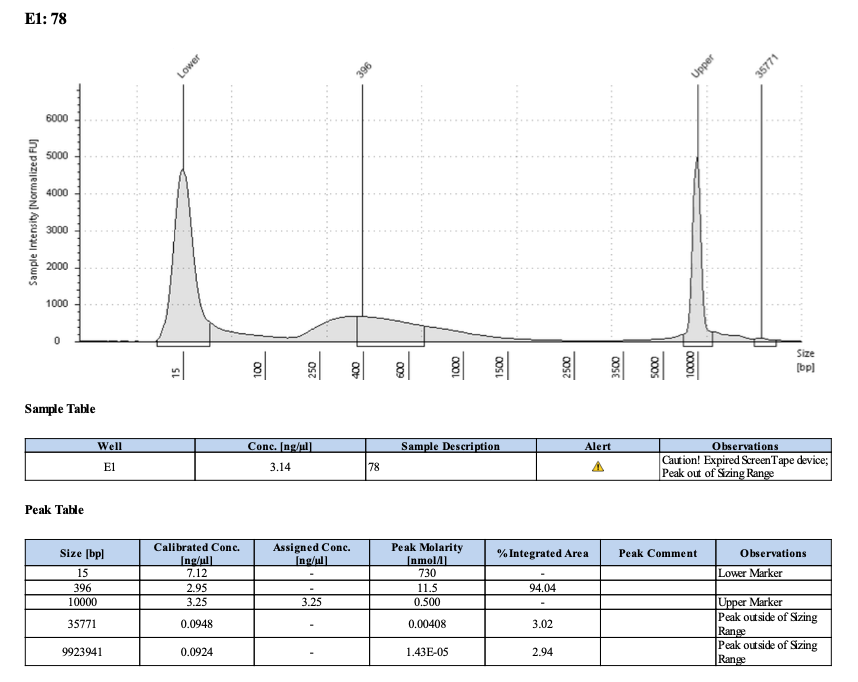 E1: 78
Lower
396
Upper
35771
Sample Intensity [Normalized FU]
6000
5000
4000
3000
2000
1000
0
15
100
250
400
600
1000
1500
2500
3500
5000
10000
Size
[bp]
Sample Table
Well Conc. [ng/µl] Sample Description Alert Observations
E1 3.14 78 Caution! Expired ScreenTape device;
Peak out of Sizing Range
Peak Table
Size [bp] Calibrated Conc. [ng/µl] Assigned Conc. [ng/µl] Peak Molarity [nmol/l] % Integrated Area Peak Comment Observations
15 7.12 - 730 - Lower Marker
396 2.95 - 11.5 94.04
10000 3.25 3.25 0.500 - Upper Marker
35771 0.0948 - 0.00408 3.02 Peak outside of Sizing
Range
9923941 0.0924 - 1.43E-05 2.94 Peak outside of Sizing
Range